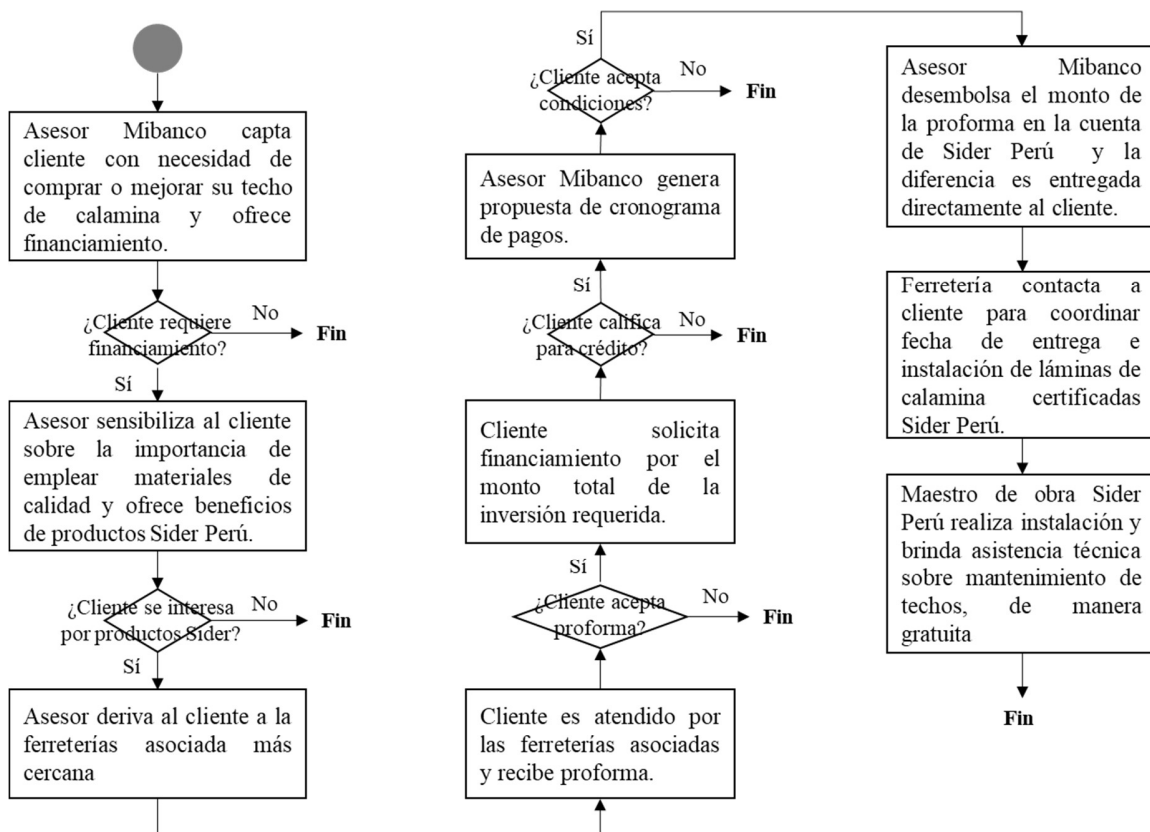 Asesor Mibanco capta
cliente con necesidad de
comprar o mejorar su techo
de calamina y ofrece
financiamiento.
¿Cliente requiere
financiamiento?
No
Fin
Sí
Asesor sensibiliza al cliente
sobre la importancia de
emplear materiales de
calidad y ofrece beneficios
de productos Sider Perú.
¿Cliente se interesa
por productos Sider?
No
Fin
Sí
Asesor deriva al cliente a la
ferreterías asociada más
cercana
Cliente es atendido por
las ferreterías asociadas
y recibe proforma.
¿Cliente acepta
proforma?
No
Fin
Sí
Cliente solicita
financiamiento por el
monto total de la
inversión requerida.
¿Cliente califica
para crédito?
No
Fin
Sí
Asesor Mibanco genera
propuesta de cronograma
de pagos.
¿Cliente acepta
condiciones?
No
Fin
Sí
Asesor Mibanco
desembolsa el monto de
la proforma en la cuenta
de Sider Perú y la
diferencia es entregada
directamente al cliente.
Ferretería contacta a
cliente para coordinar
fecha de entrega e
instalación de láminas de
calamina certificadas
Sider Perú.
Maestro de obra Sider
Perú realiza instalación y
brinda asistencia técnica
sobre mantenimiento de
techos, de manera
gratuita
Fin